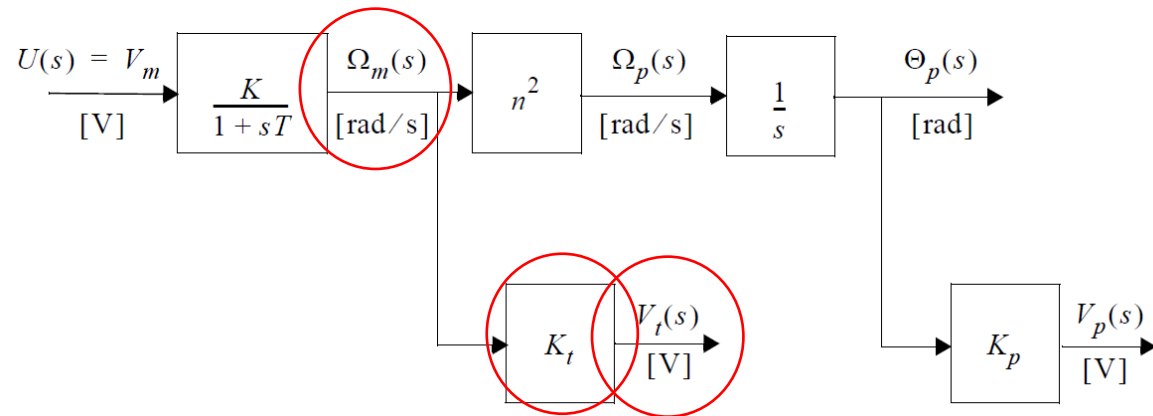 U(s) = V_m
[V]
K
1 + sT
Ω_m(s)
[rad/s]
n^2
Ω_p(s)
[rad/s]
1
s
Θ_p(s)
[rad]
K_t
V_t(s)
[V]
K_p
V_p(s)
[V]